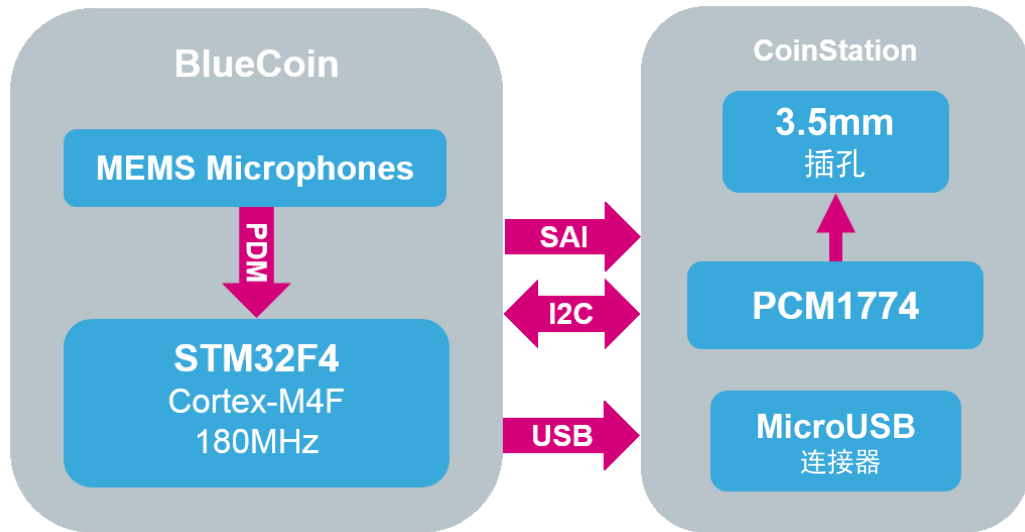 BlueCoin
MEMS Microphones
PDM
STM32F4
Cortex-M4F
180MHz
SAI
I2C
USB
CoinStation
3.5mm
插孔
PCM1774
MicroUSB
连接器